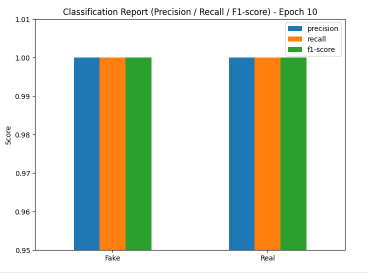 Classification Report (Precision / Recall / F1-score) - Epoch 10
1.01
1.00
0.99
0.98
0.97
0.96
0.95
Score
precision
recall
f1-score
Fake
Real